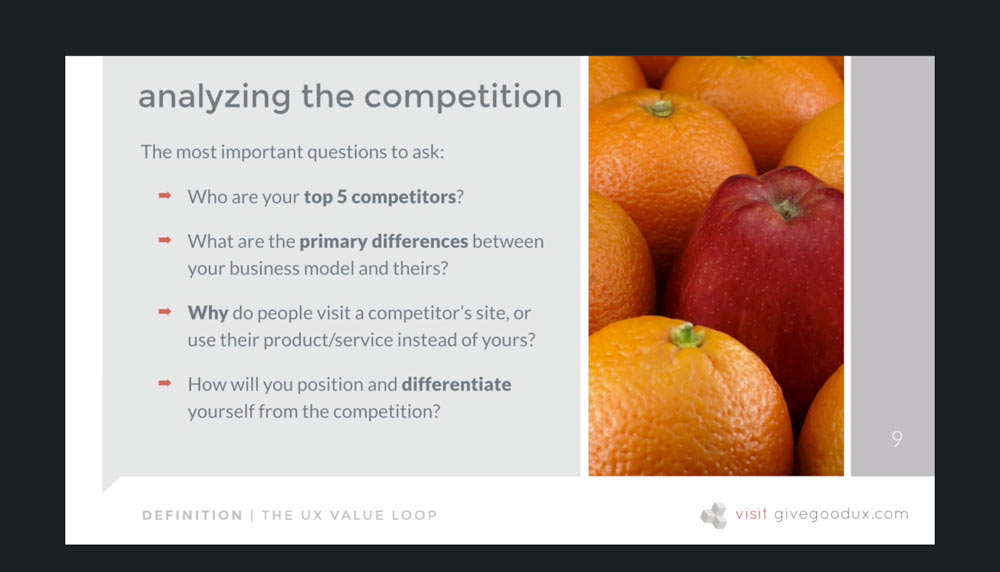 analyzing the competition
The most important questions to ask:
➡ Who are your top 5 competitors?
➡ What are the primary differences between
your business model and theirs?
➡ Why do people visit a competitor’s site, or
use their product/service instead of yours?
➡ How will you position and differentiate
yourself from the competition?
9
DEFINITION | THE UX VALUE LOOP
visit givegoodux.com